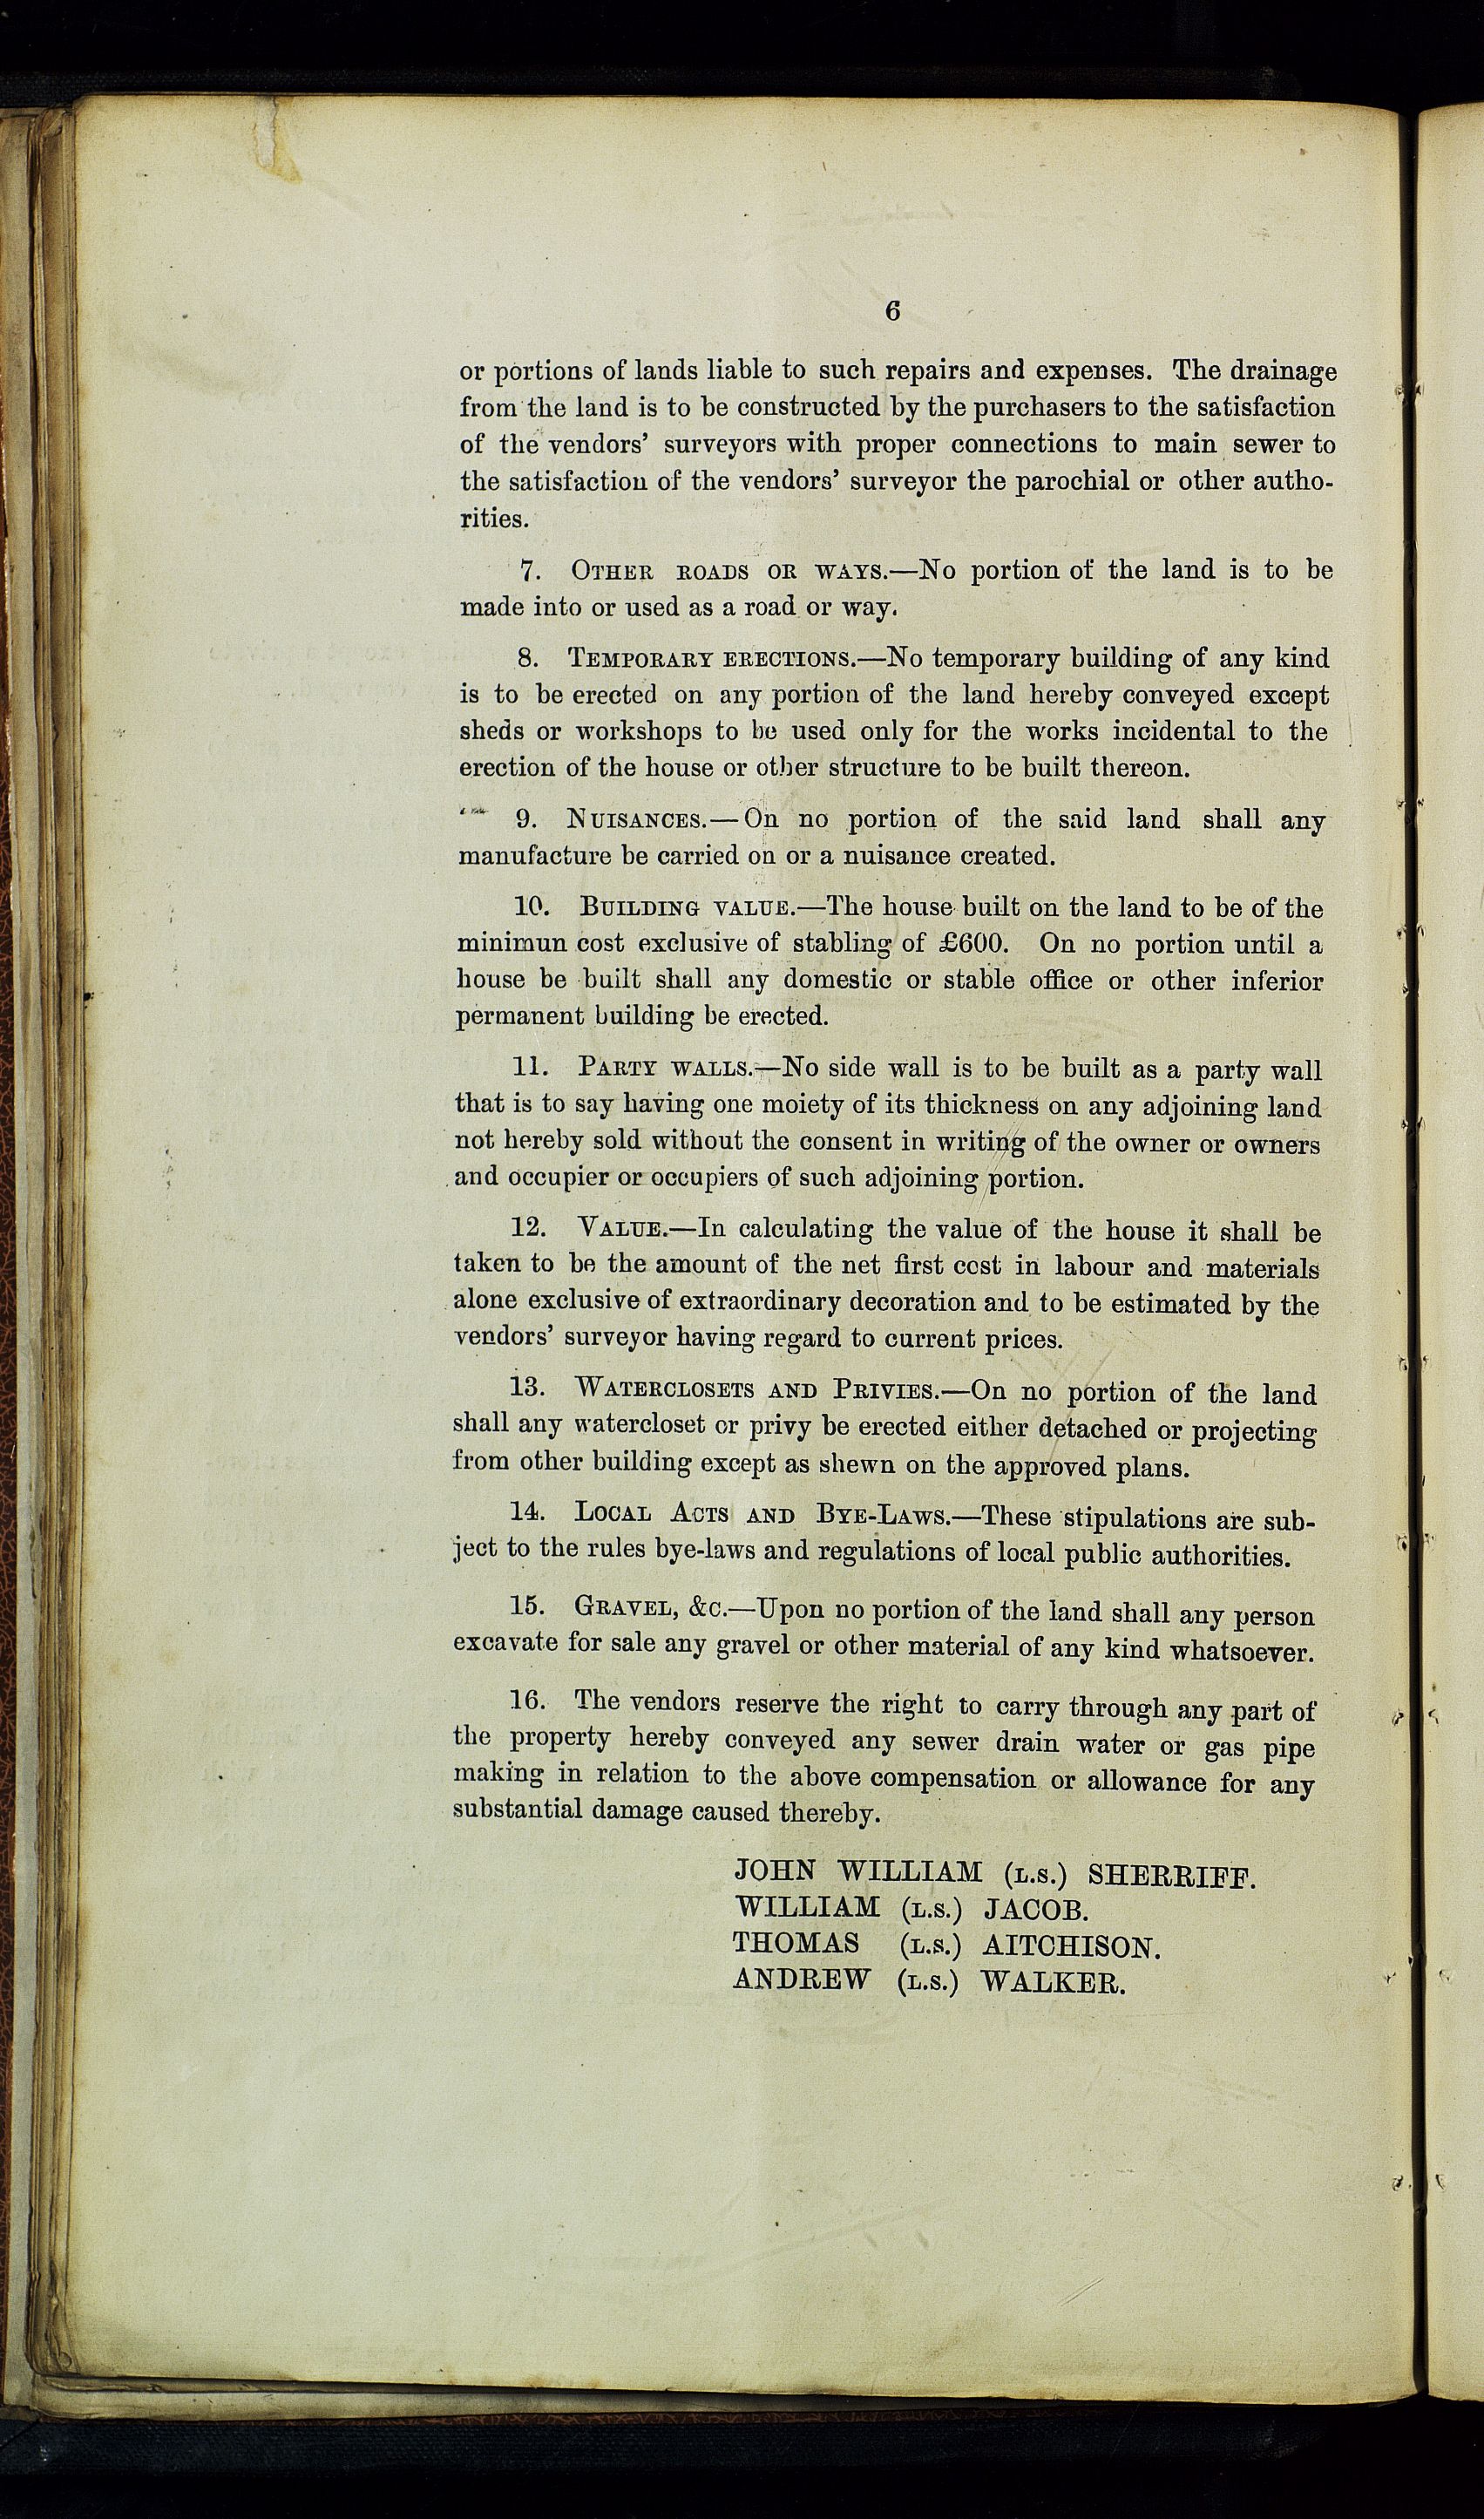 6
or portions of lands liable to such repairs and expenses. The drainage
from the land is to be constructed by the purchasers to the satisfaction
of the vendors' surveyors with proper connections to main sewer to
the satisfaction of the vendors' surveyor the parochial or other autho-
rities.
7. OTHER ROADS OR WAYS.—No portion of the land is to be
made into or used as a road or way.
8. TEMPORARY ERECTIONS.—No temporary building of any kind
is to be erected on any portion of the land hereby conveyed except
sheds or workshops to be used only for the works incidental to the
erection of the house or other structure to be built thereon.
9. NUISANCES.—On no portion of the said land shall any
manufacture be carried on or a nuisance created.
10. BUILDING VALUE.—The house built on the land to be of the
minimun cost exclusive of stabling of £600. On no portion until a
house be built shall any domestic or stable office or other inferior
permanent building be erected.
11. PARTY WALLS.—No side wall is to be built as a party wall
that is to say having one moiety of its thickness on any adjoining land
not hereby sold without the consent in writing of the owner or owners
and occupier or occupiers of such adjoining portion.
12. VALUE.—In calculating the value of the house it shall be
taken to be the amount of the net first cost in labour and materials
alone exclusive of extraordinary decoration and to be estimated by the
vendors' surveyor having regard to current prices.
13. WATERCLOSETS AND PRIVIES.—On no portion of the land
shall any watercloset or privy be erected either detached or projecting
from other building except as shewn on the approved plans.
14. LOCAL ACTS AND BYE-LAWS.—These stipulations are sub-
ject to the rules bye-laws and regulations of local public authorities.
15. GRAVEL, &C.—Upon no portion of the land shall any person
excavate for sale any gravel or other material of any kind whatsoever.
16. The vendors reserve the right to carry through any part of
the property hereby conveyed any sewer drain water or gas pipe
making in relation to the above compensation or allowance for any
substantial damage caused thereby.
JOHN WILLIAM (L.S.) SHERRIFF.
WILLIAM (L.S.) JACOB.
THOMAS (L.S.) AITCHISON.
ANDREW (L.S.) WALKER.